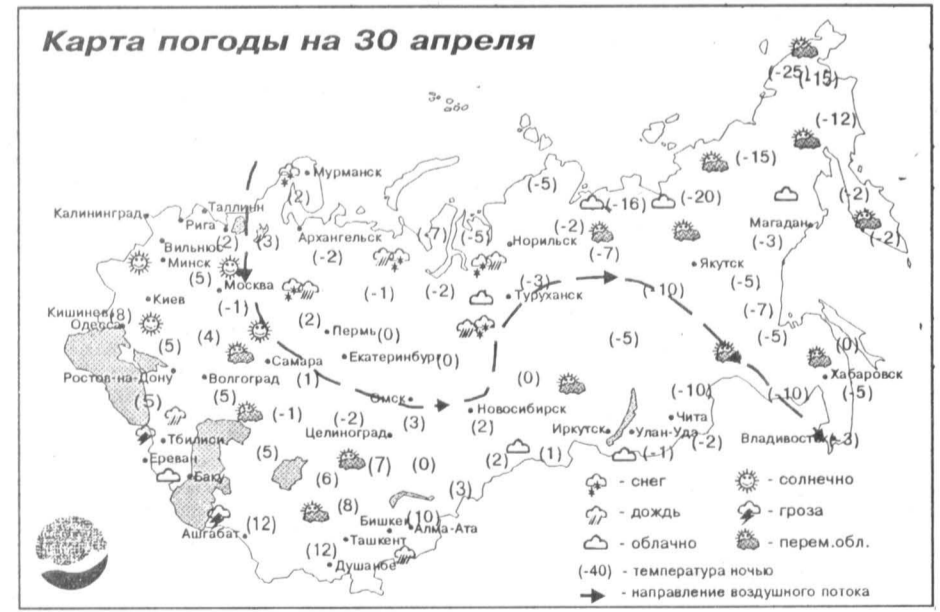 Карта погоды на 30 апреля
(-25) (-15)
(-12)
(-15)
Мурманск
(-5)
(2)
(-16)
(-20)
(-2)
Таллинн
Калининград
Рига
Магадан
(2)
(3)
Архангельск
(-7)
(-5)
Норильск
(-2)
(-3)
(-2)
Вильнюс
(-2)
(-7)
Минск
(5)
Якутск
Москва
(-1)
(-2)
(-3)
Туруханск
(-10)
(-5)
Киев
(-1)
(-7)
Кишинев
(8)
Одесса
(2)
Пермь
(0)
(-5)
(-5)
(0)
(5)
(4)
Екатеринбург
(0)
Самара
Ростов-на-Дону
Волгоград
(1)
(0)
Хабаровск
(5)
(5)
Омск
(-10)
(-10)
(-5)
(-1)
(-2)
(3)
Новосибирск
(2)
Чита
Целиноград
Иркутск
Улан-Удэ
(-2)
Владивосток
(-3)
Тбилиси
Ереван
(5)
(7)
(0)
(2)
(1)
(-1)
Баку
(6)
(3)
- снег
- солнечно
(8)
Бишкек
(10)
Алма-Ата
- дождь
- гроза
Ашгабат
(12)
Ташкент
(12)
- облачно
- перем.обл.
Душанбе
(-40) - температура ночью
- направление воздушного потока